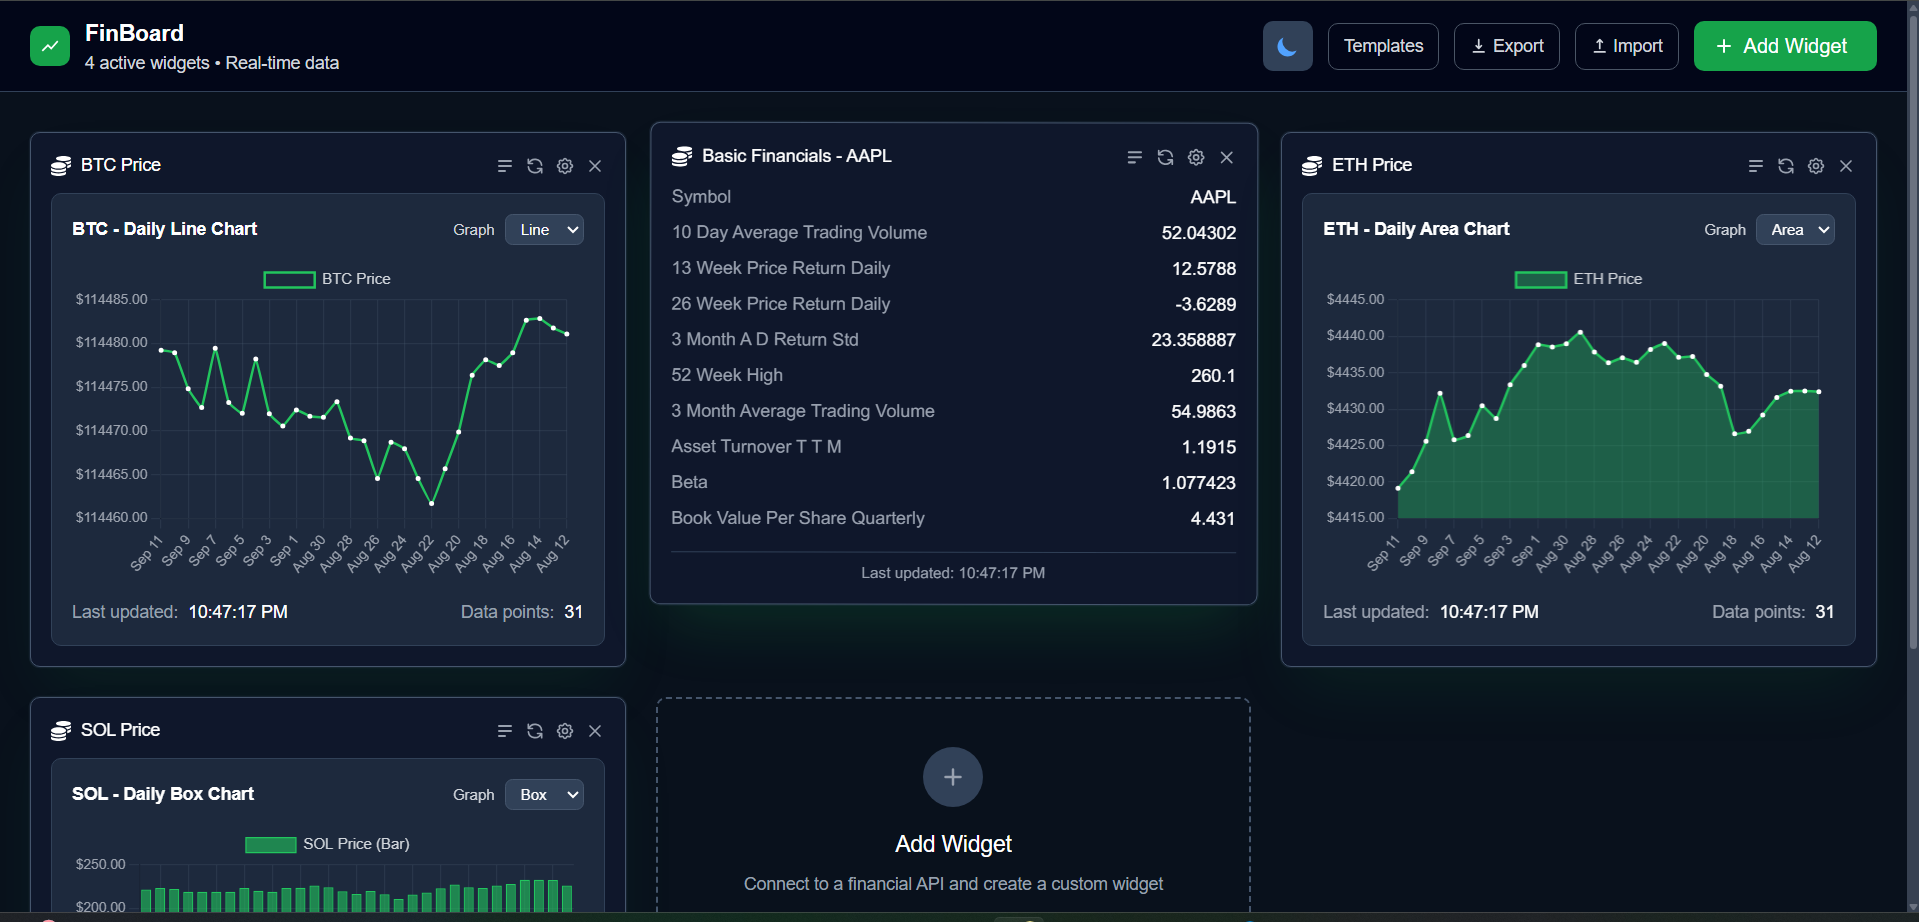 FinBoard
4 active widgets • Real-time data
Templates
Export
Import
Add Widget
BTC Price
BTC - Daily Line Chart
Graph
Line
BTC Price
$114485.00
$114480.00
$114475.00
$114470.00
$114465.00
$114460.00
Sep 11
Sep 9
Sep 7
Sep 5
Sep 3
Sep 1
Aug 30
Aug 28
Aug 26
Aug 24
Aug 22
Aug 20
Aug 18
Aug 16
Aug 14
Aug 12
Last updated: 10:47:17 PM
Data points: 31
Basic Financials - AAPL
Symbol AAPL
10 Day Average Trading Volume 52.04302
13 Week Price Return Daily 12.5788
26 Week Price Return Daily -3.6289
3 Month A D Return Std 23.358887
52 Week High 260.1
3 Month Average Trading Volume 54.9863
Asset Turnover T T M 1.1915
Beta 1.077423
Book Value Per Share Quarterly 4.431
Last updated: 10:47:17 PM
ETH Price
ETH - Daily Area Chart
Graph
Area
ETH Price
$4445.00
$4440.00
$4435.00
$4430.00
$4425.00
$4420.00
$4415.00
Sep 11
Sep 9
Sep 7
Sep 5
Sep 3
Sep 1
Aug 30
Aug 28
Aug 26
Aug 24
Aug 22
Aug 20
Aug 18
Aug 16
Aug 14
Aug 12
Last updated: 10:47:17 PM
Data points: 31
SOL Price
SOL - Daily Box Chart
Graph
Box
SOL Price (Bar)
$250.00
$200.00
Add Widget
Connect to a financial API and create a custom widget